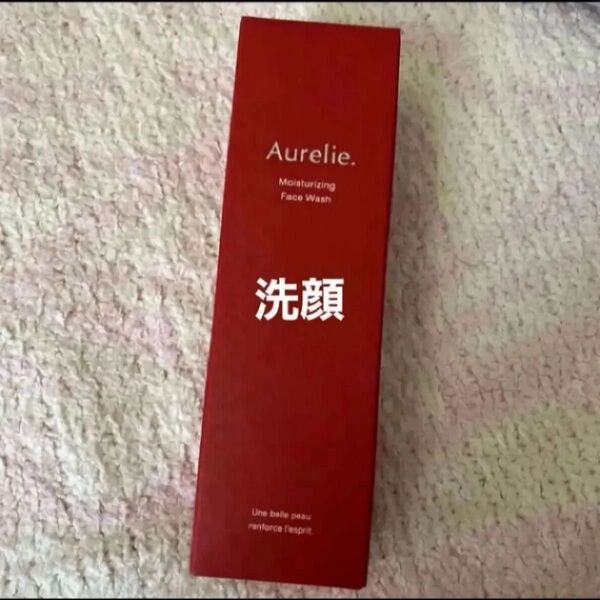 Aurelie.
Moisturizing
Face Wash
洗顔
Une belle peau
renforce l'esprit.